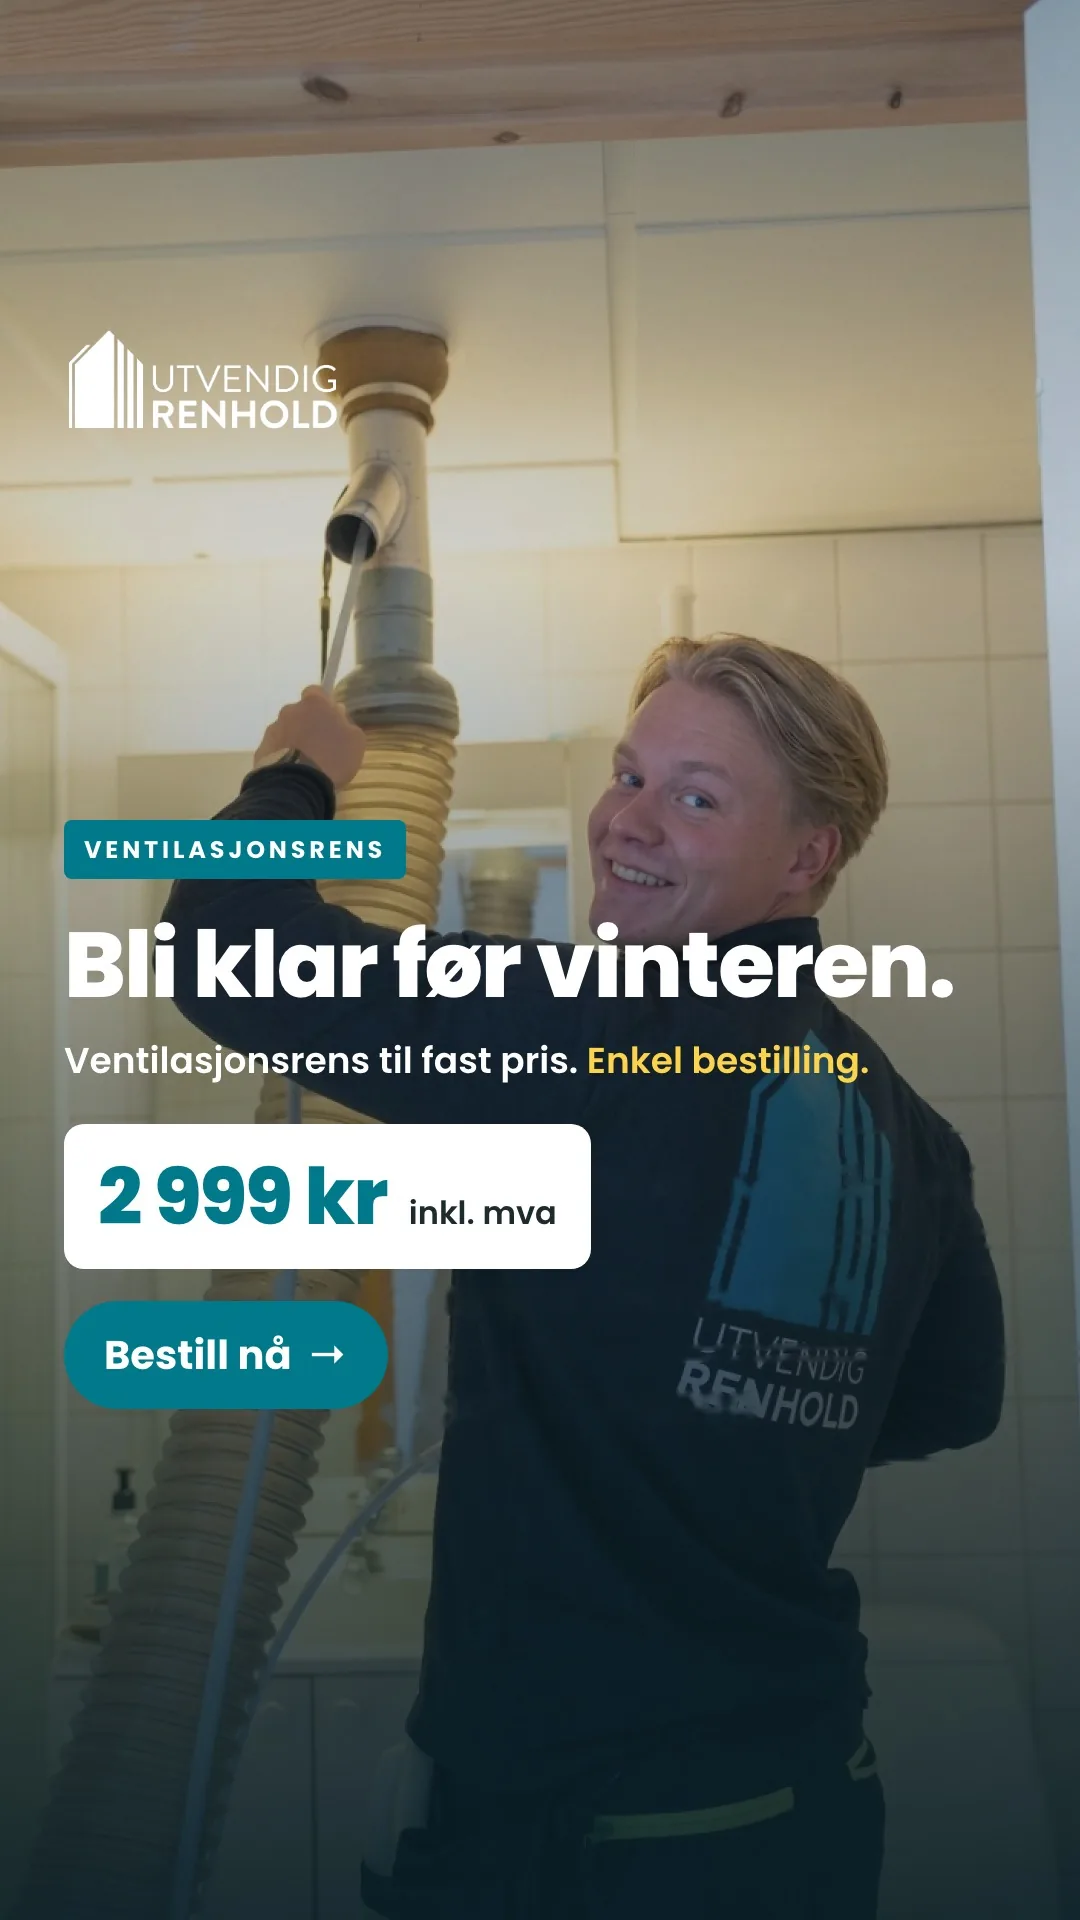 UTVENDIG
RENHOLD
VENTILASJONSRENS
Bli klar før vinteren.
Ventilasjonsrens til fast pris. Enkel bestilling.
2 999 kr inkl. mva
Bestill nå →
UTVENDIG
RENHOLD